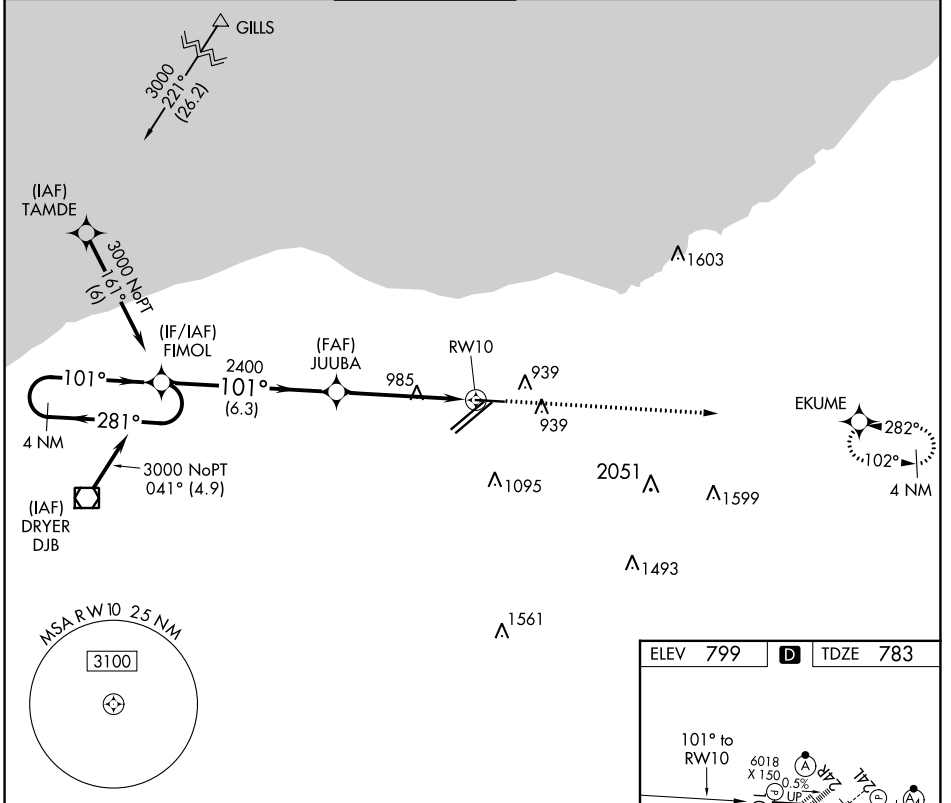 GILLS
3000
221°
(26.2)
(IAF)
TAMDE
3000 NoPT
161°
(6)
1603
(IF/IAF)
FIMOL
(FAF)
JUUBA
RW10
2400
101°
101°
(6.3)
985
939
939
EKUME
281°
4 NM
282°
102°
4 NM
3000 NoPT
041° (4.9)
(IAF)
DRYER
DJB
1095
2051
1599
1493
1561
MSA RW10 25 NM
3100
ELEV 799
D
TDZE 783
101° to
RW10
6018
X 150
0.5%
UP
P
A
24R
24L
P